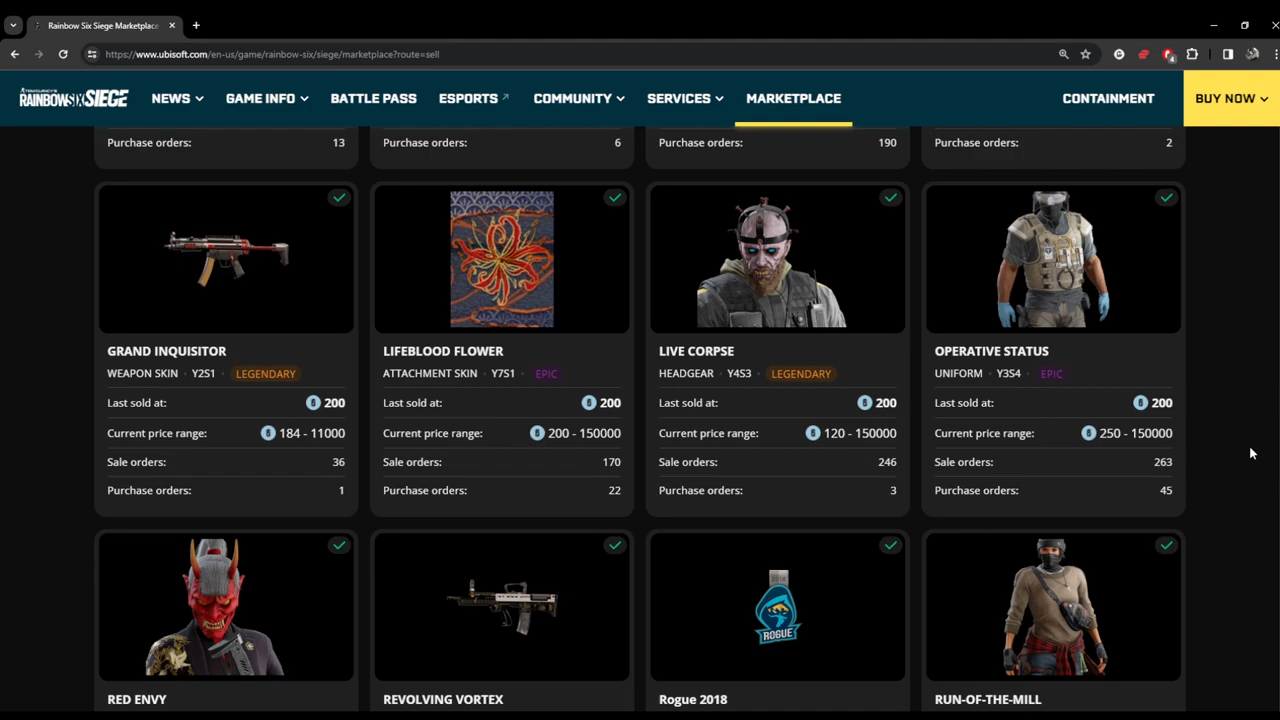 Rainbow Six Siege Marketplace
https://www.ubisoft.com/en-us/game/rainbow-six/siege/marketplace?route=sell
4
TOM CLANCY'S
RAINBOWSIX SIEGE NEWS GAME INFO BATTLE PASS ESPORTS COMMUNITY SERVICES MARKETPLACE CONTAINMENT BUY NOW
Purchase orders: 13 Purchase orders: 6 Purchase orders: 190 Purchase orders: 2
GRAND INQUISITOR LIFEBLOOD FLOWER LIVE CORPSE OPERATIVE STATUS
WEAPON SKIN · Y2S1 · LEGENDARY ATTACHMENT SKIN · Y7S1 · EPIC HEADGEAR · Y4S3 · LEGENDARY UNIFORM · Y3S4 · EPIC
Last sold at: 200 Last sold at: 200 Last sold at: 200 Last sold at: 200
Current price range: 184 - 11000 Current price range: 200 - 150000 Current price range: 120 - 150000 Current price range: 250 - 150000
Sale orders: 36 Sale orders: 170 Sale orders: 246 Sale orders: 263
Purchase orders: 1 Purchase orders: 22 Purchase orders: 3 Purchase orders: 45
2018
ROGUE
RED ENVY REVOLVING VORTEX Rogue 2018 RUN-OF-THE-MILL